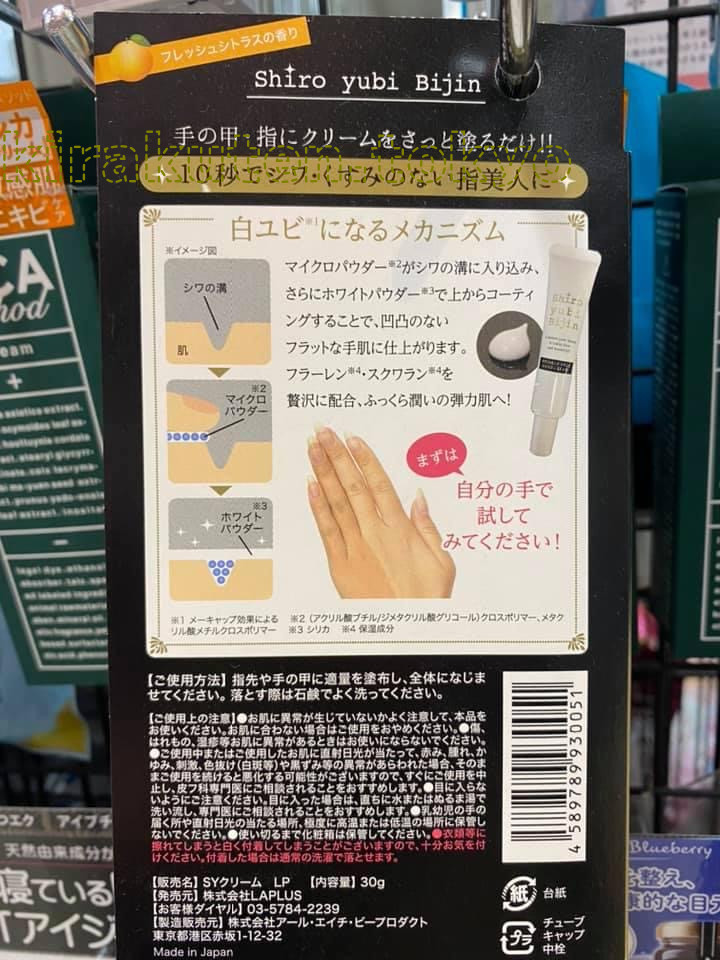 フレッシュシトラスの香り
Shiro yubi Bijin
手の甲・指にクリームをさっと塗るだけ!!
kirakuten_tokyo
10秒でシワ・くすみのない指美人に
白ユビ※1になるメカニズム
※イメージ図
シワの溝
肌
※2
マイクロ
パウダー
※3
ホワイト
パウダー
マイクロパウダー※2がシワの溝に入り込み、
さらにホワイトパウダー※3で上からコーティ
ングすることで、凹凸のない
フラットな手肌に仕上がります。
フラーレン※4・スクワラン※4を
贅沢に配合、ふっくら潤いの弾力肌へ!
Shiro
yubi
Bijin
まずは
自分の手で
試して
みてください!
※1 メーキャップ効果による ※2 (アクリル酸ブチル/ジメタクリル酸グリコール)クロスポリマー、メタク
リル酸メチルクロスポリマー ※3 シリカ ※4 保湿成分
【ご使用方法】指先や手の甲に適量を塗布し、全体になじま
せてください。落とす際は石鹸でよく洗ってください。
【ご使用上の注意】●お肌に異常が生じていないかよく注意して、本品を
お使いください。お肌に合わない場合はご使用をおやめください。●傷、
はれもの、湿疹等お肌に異常があるときはお使いにならないでください。
●ご使用中またはご使用したお肌に直射日光が当たって、赤み、腫れ、か
ゆみ、刺激、色抜け(白斑等)や黒ずみ等の異常があらわれた場合、そのま
まご使用を続けると悪化する可能性がございますので、すぐにご使用を中
止し、皮フ科専門医にご相談されることをおすすめします。●目に入らな
いようにご注意ください。目に入った場合は、直ちに水またはぬるま湯で
洗い流し、専門医にご相談されることをおすすめします。●乳幼児の手の
届く所や直射日光の当たる場所、極度に高温または低温の場所に保管し
ないでください。●使い切るまで化粧箱は保管してください。●衣類等に
擦れてしまうと白く付着してしまうことがございますので、十分お気を付
けください。付着した場合は通常の洗濯で落とせます。
【販売名】SYクリーム LP 【内容量】30g
【発売元】株式会社LAPLUS
【お客様ダイヤル】03-5784-2239
【製造販売元】株式会社アール・エイチ・ビープロダクト
東京都港区赤坂1-12-32
Made in Japan
4589789930051
紙 台紙
プラ チューブ
キャップ
中栓
天然由来成分
寝ている
Blueberry
を整え、